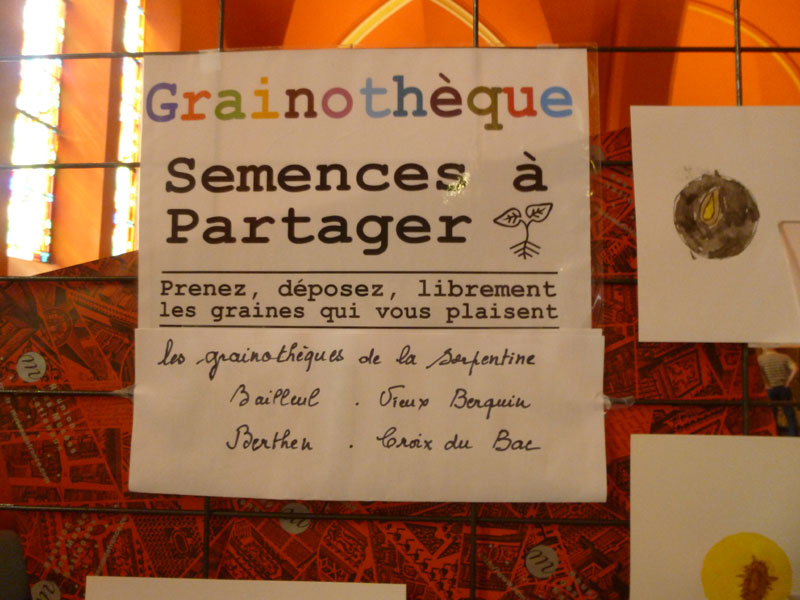 Grainothèque
Semences à
Partager
Prenez, déposez, librement
les graines qui vous plaisent
les grainothèques de la Serpentine
Bailleul . Vieux Berquin
Berthen . Croix du Bac